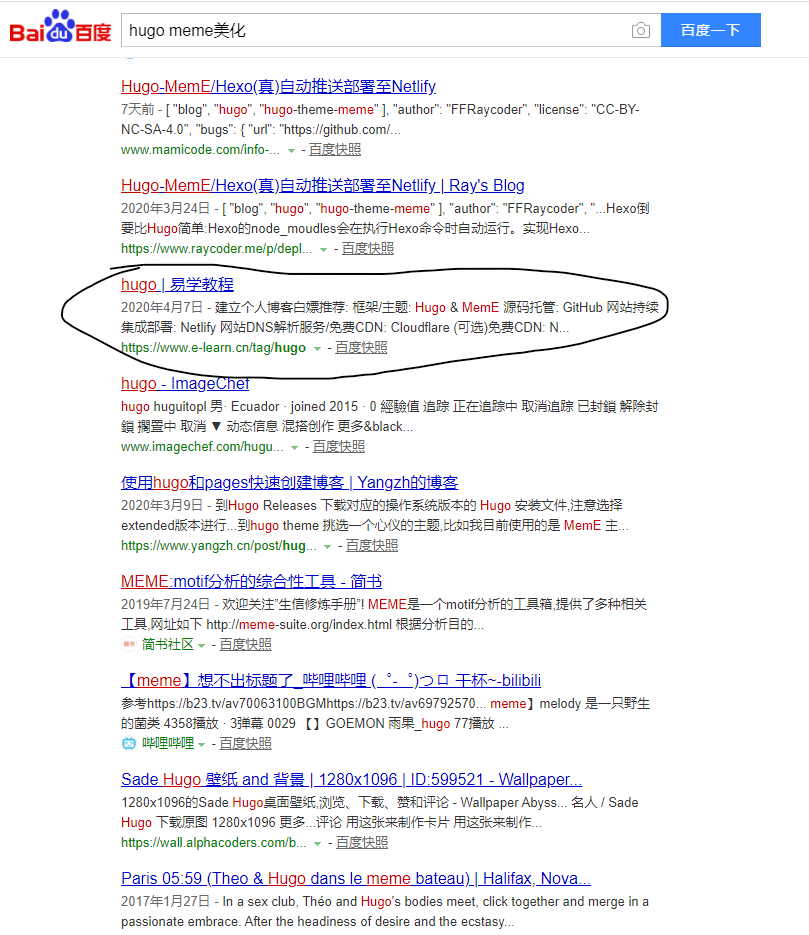 Bai du 百度 hugo meme美化 百度一下
Hugo-MemE/Hexo(真)自动推送部署至Netlify
7天前 - [ "blog", "hugo", "hugo-theme-meme" ], "author": "FFRaycoder", "license": "CC-BY-
NC-SA-4.0", "bugs": { "url": "https://github.com/...
www.mamicode.com/info-... - 百度快照
Hugo-MemE/Hexo(真)自动推送部署至Netlify | Ray's Blog
2020年3月24日 - [ "blog", "hugo", "hugo-theme-meme" ], "author": "FFRaycoder", "...Hexo倒
要比Hugo简单:Hexo的node_moudles会在执行Hexo命令时自动运行。实现Hexo...
https://www.raycoder.me/p/depl... - 百度快照
hugo | 易学教程
2020年4月7日 - 建立个人博客白嫖推荐: 框架/主题: Hugo & MemE 源码托管: GitHub 网站持续
集成部署: Netlify 网站DNS解析服务/免费CDN: Cloudflare (可选)免费CDN: N...
https://www.e-learn.cn/tag/hugo - 百度快照
hugo - ImageChef
hugo huguitopl 男· Ecuador · joined 2015 · 0 經驗值 追踪 正在追踪中 取消追踪 已封鎖 解除封
鎖 擱置中 取消 ▼ 动态信息 混搭创作 更多&black...
www.imagechef.com/hugu... - 百度快照
使用hugo和pages快速创建博客 | Yangzh的博客
2020年3月9日 - 到Hugo Releases 下载对应的操作系统版本的 Hugo 安装文件,注意选择
extended版本进行...到hugo theme 挑选一个心仪的主题,比如我目前使用的是 MemE 主...
https://www.yangzh.cn/post/hug... - 百度快照
MEME:motif分析的综合性工具 - 简书
2019年7月24日 - 欢迎关注”生信修炼手册”! MEME是一个motif分析的工具箱,提供了多种相关
工具,网址如下 http://meme-suite.org/index.html 根据分析目的...
简书社区 - 百度快照
【meme】想不出标题了_哔哩哔哩 ( ゜- ゜)つロ 干杯~-bilibili
参考https://b23.tv/av70063100BGMhttps://b23.tv/av69792570... meme】melody 是一只野生
的菌类 4358播放 · 3弹幕 0029 【】GOEMON 雨果_hugo 77播放 ...
哔哩哔哩 - 百度快照
Sade Hugo 壁纸 and 背景 | 1280x1096 | ID:599521 - Wallpaper...
1280x1096的Sade Hugo桌面壁纸,浏览、下载、赞和评论 - Wallpaper Abyss... 名人 / Sade
Hugo 下载原图 1280x1096 更多...评论 用这张来制作卡片 用这张来制作...
https://wall.alphacoders.com/b... - 百度快照
Paris 05:59 (Theo & Hugo dans le meme bateau) | Halifax, Nova...
2017年1月27日 - In a sex club, Théo and Hugo's bodies meet, click together and merge in a
passionate embrace. After the headiness of desire and the ecstasy...